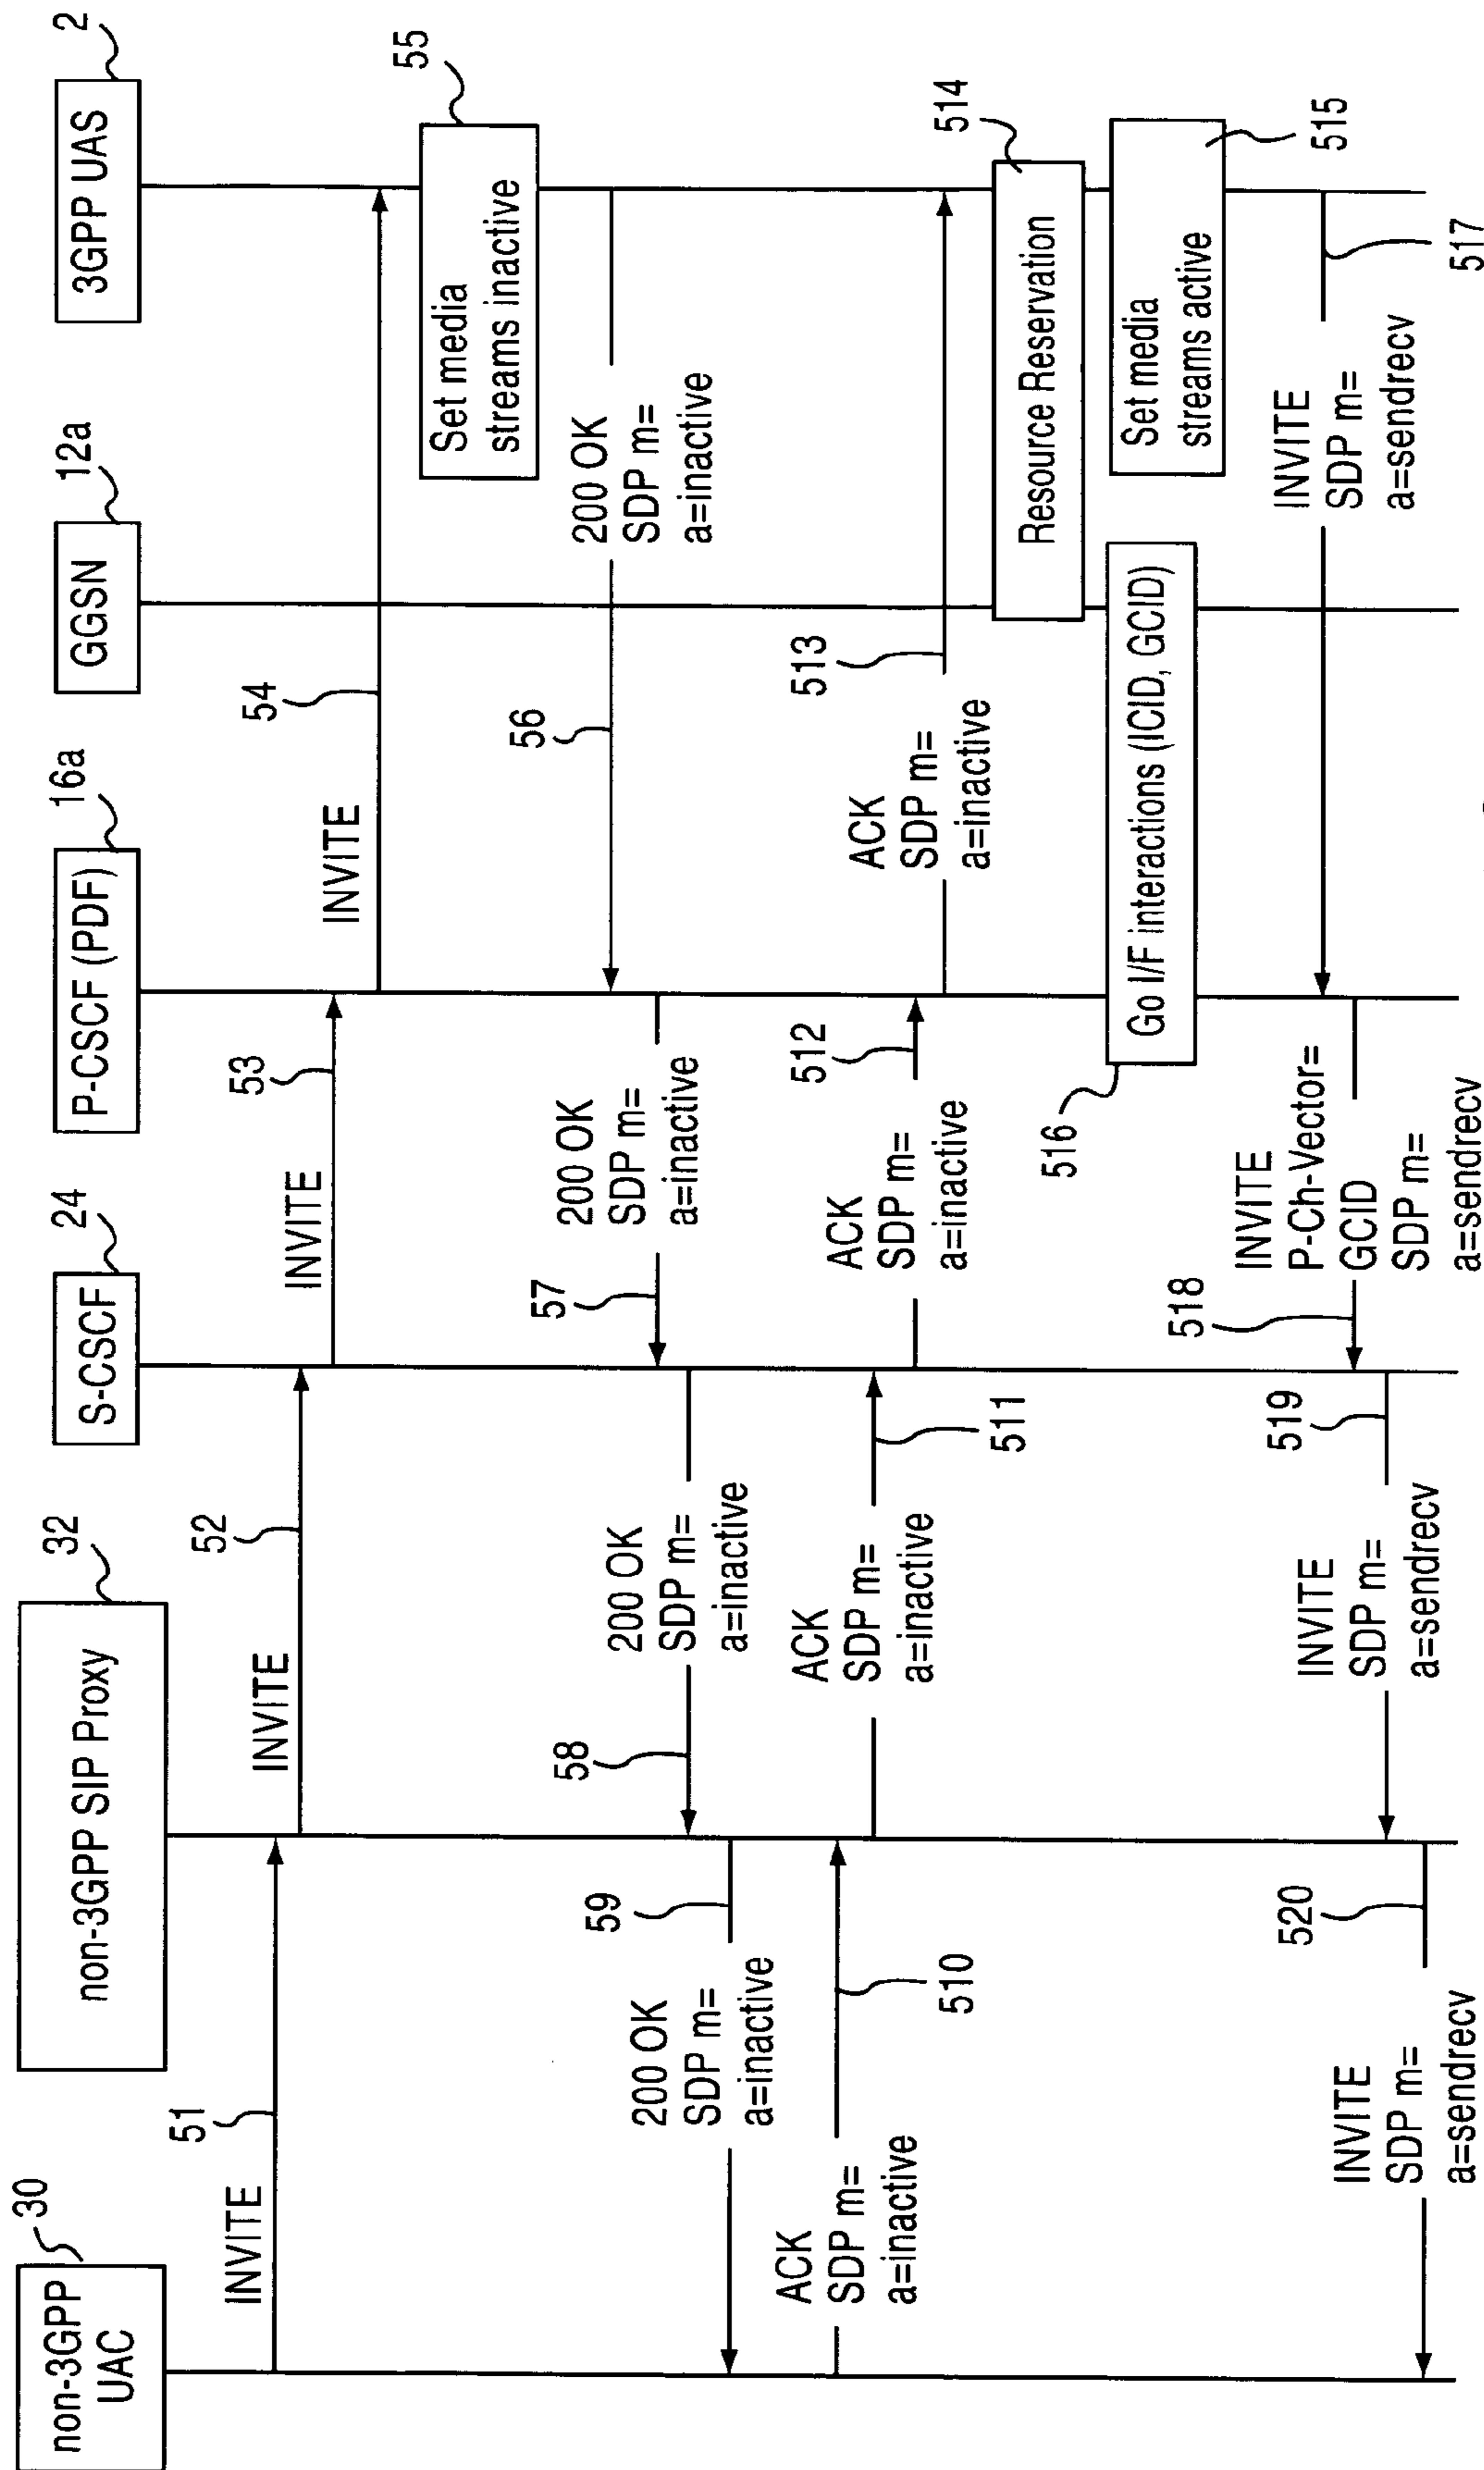 non-3GPP
UAC
30
non-3GPP SIP Proxy
32
S-CSCF
24
P-CSCF (PDF)
16a
GGSN
12a
3GPP UAS
2
INVITE
51
INVITE
52
INVITE
53
INVITE
54
Set media
streams inactive
55
200 OK
SDP m=
a=inactive
56
200 OK
SDP m=
a=inactive
57
200 OK
SDP m=
a=inactive
58
200 OK
SDP m=
a=inactive
59
ACK
SDP m=
a=inactive
510
ACK
SDP m=
a=inactive
511
ACK
SDP m=
a=inactive
512
ACK
SDP m=
a=inactive
513
Resource Reservation
514
Set media
streams active
515
Go I/F interactions (ICID, GCID)
516
INVITE
SDP m=
a=sendrecv
517
INVITE
P-Ch-Vector=
GCID
SDP m=
a=sendrecv
518
INVITE
SDP m=
a=sendrecv
519
INVITE
SDP m=
a=sendrecv
520